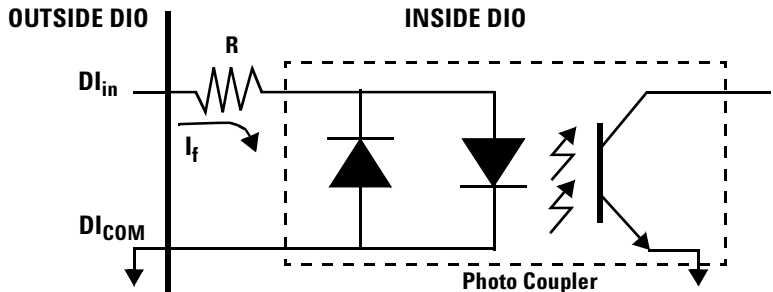 OUTSIDE DIO
INSIDE DIO
R
DIin
If
DICOM
Photo Coupler